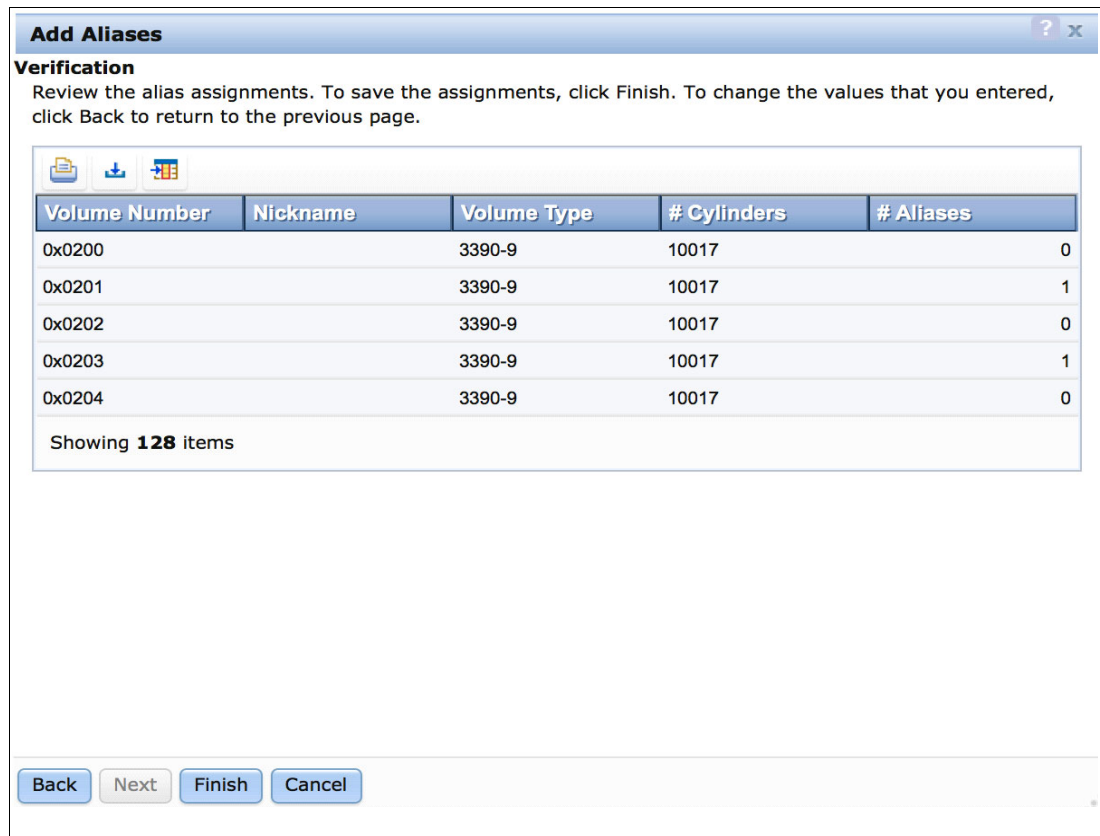 Add Aliases ? x
Verification
Review the alias assignments. To save the assignments, click Finish. To change the values that you entered,
click Back to return to the previous page.
Volume Number Nickname Volume Type # Cylinders # Aliases
0x0200 3390-9 10017 0
0x0201 3390-9 10017 1
0x0202 3390-9 10017 0
0x0203 3390-9 10017 1
0x0204 3390-9 10017 0
Showing 128 items
Back Next Finish Cancel